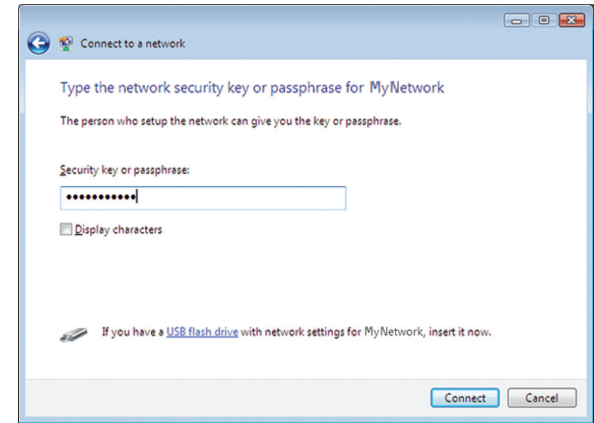 Connect to a network
Type the network security key or passphrase for MyNetwork
The person who setup the network can give you the key or passphrase.
Security key or passphrase:
•••••••••••
Display characters
If you have a USB flash drive with network settings for MyNetwork, insert it now.
Connect Cancel